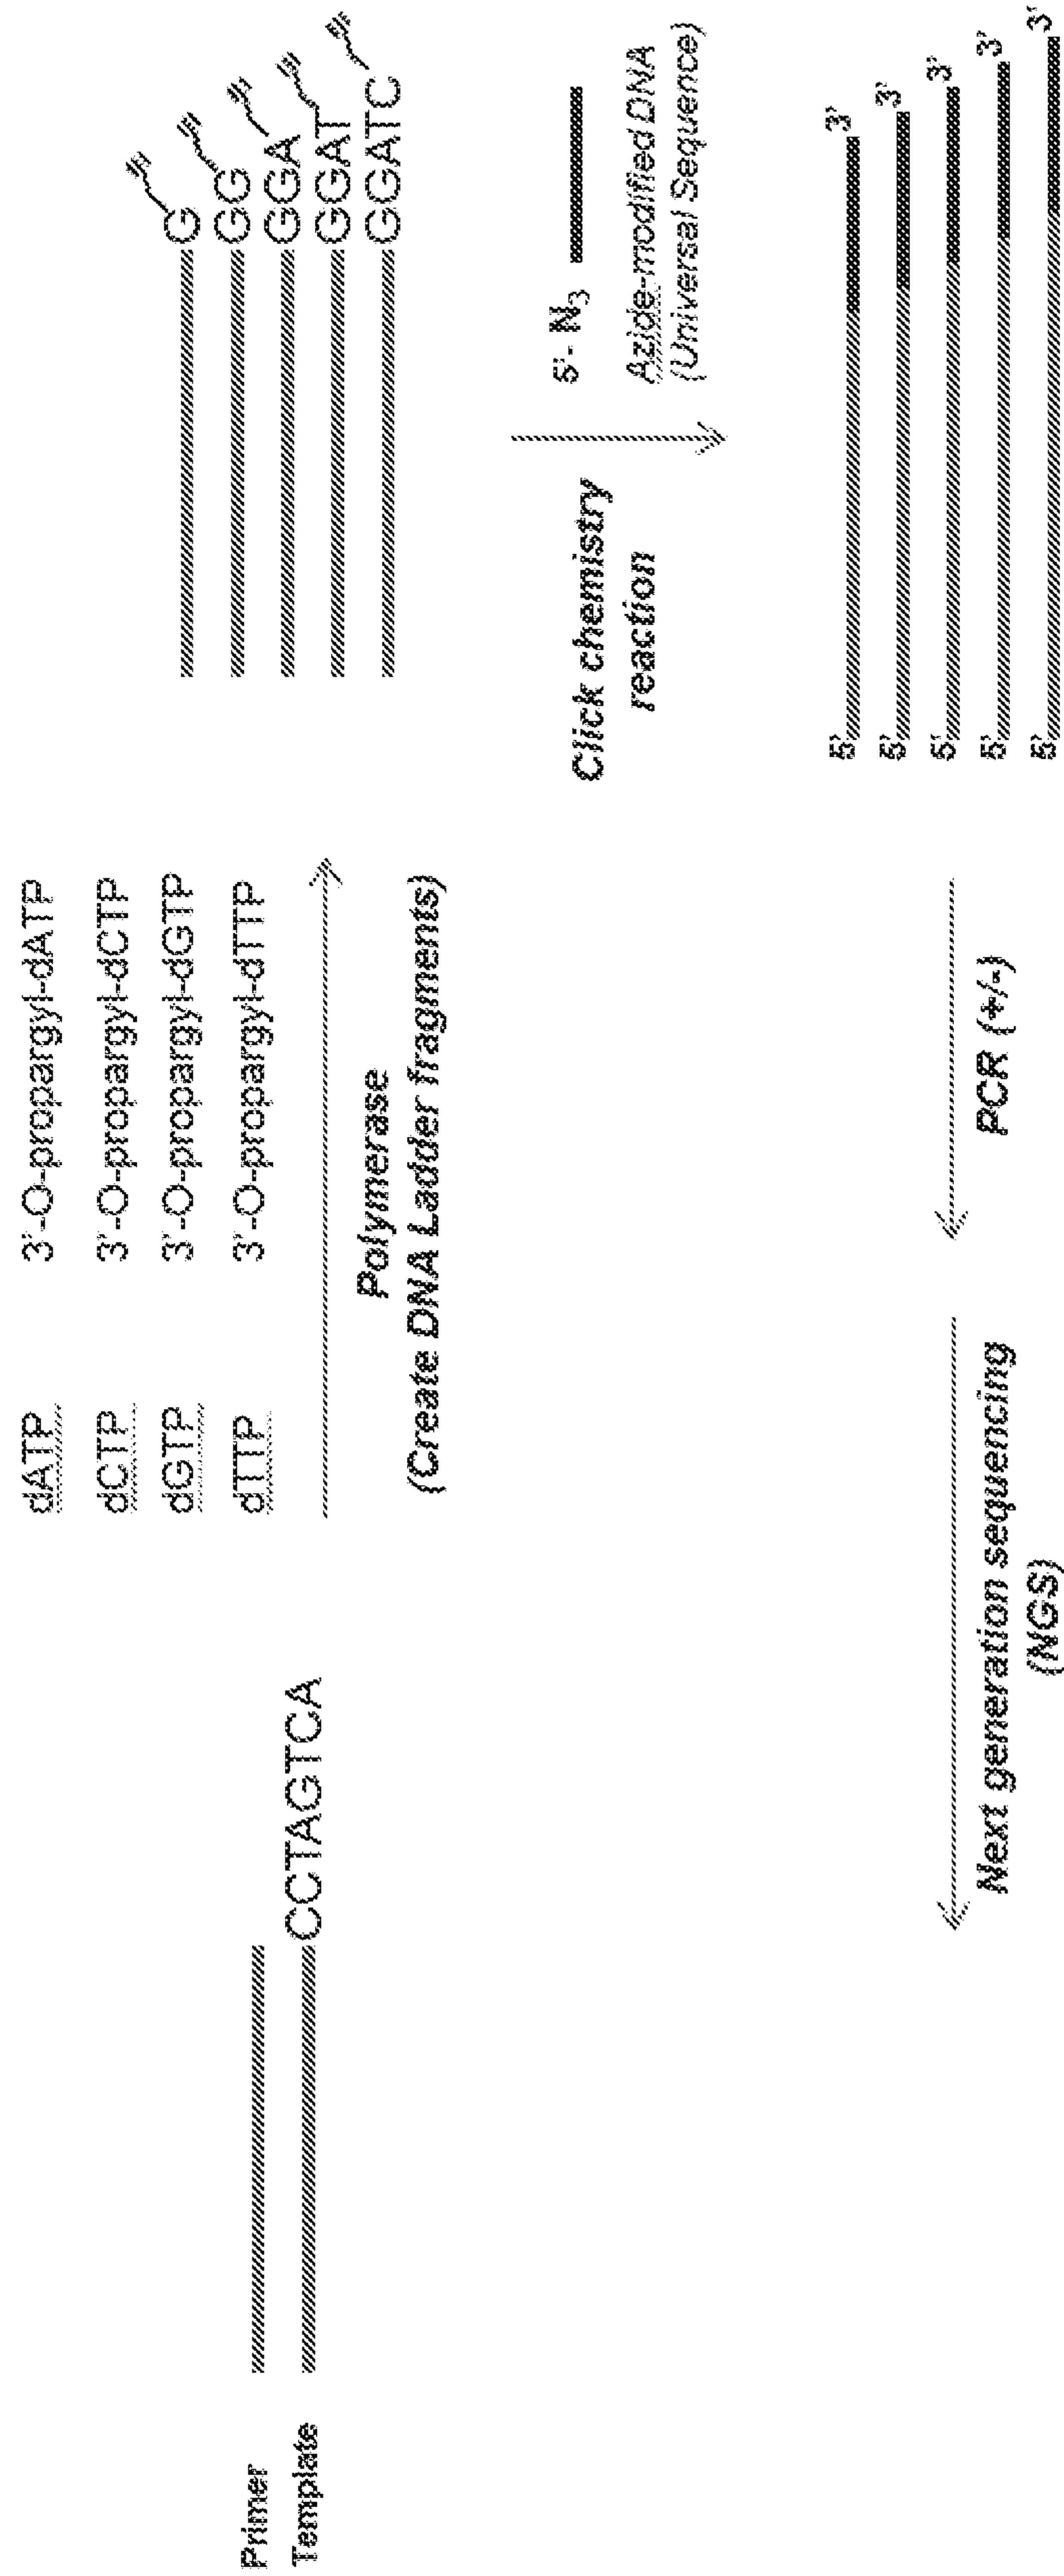 dATP 3'-O-propargyl-dATP
dCTP 3'-O-propargyl-dCTP
dGTP 3'-O-propargyl-dGTP
dTTP 3'-O-propargyl-dTTP
Polymerase
(Create DNA Ladder fragments)
Primer
Template
CCTAGTCA
G
GG
GGA
GGAT
GGATC
Click chemistry
reaction
5'- N₃
Azide-modified DNA
(Universal Sequence)
5' 3'
5' 3'
5' 3'
5' 3'
5' 3'
PCR (+/-)
Next generation sequencing
(NGS)